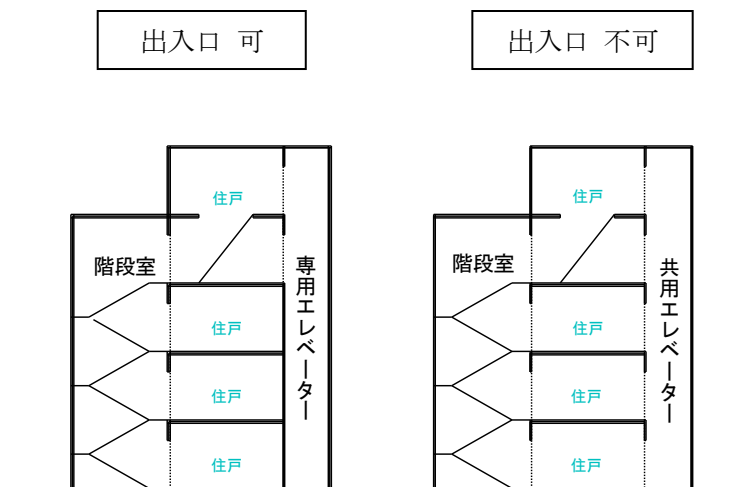 出入口 可
出入口 不可
住戸
階段室
専用エレベーター
住戸
住戸
住戸
住戸
階段室
共用エレベーター
住戸
住戸
住戸